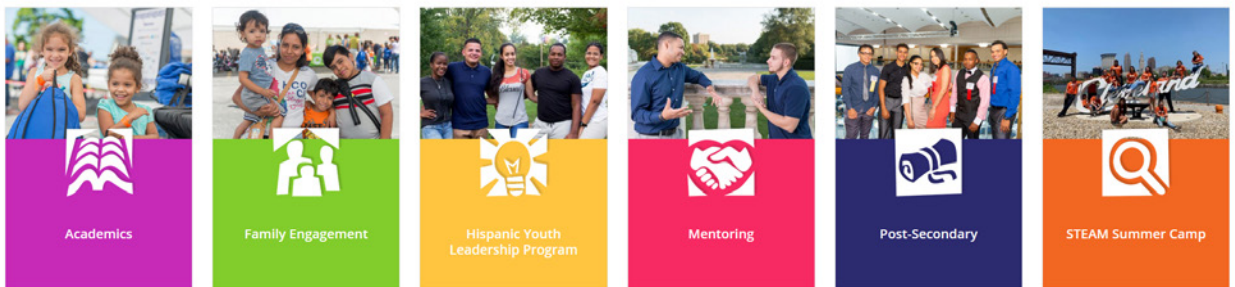 Cleveland
Academics
Family Engagement
Hispanic Youth
Leadership Program
Mentoring
Post-Secondary
STEAM Summer Camp